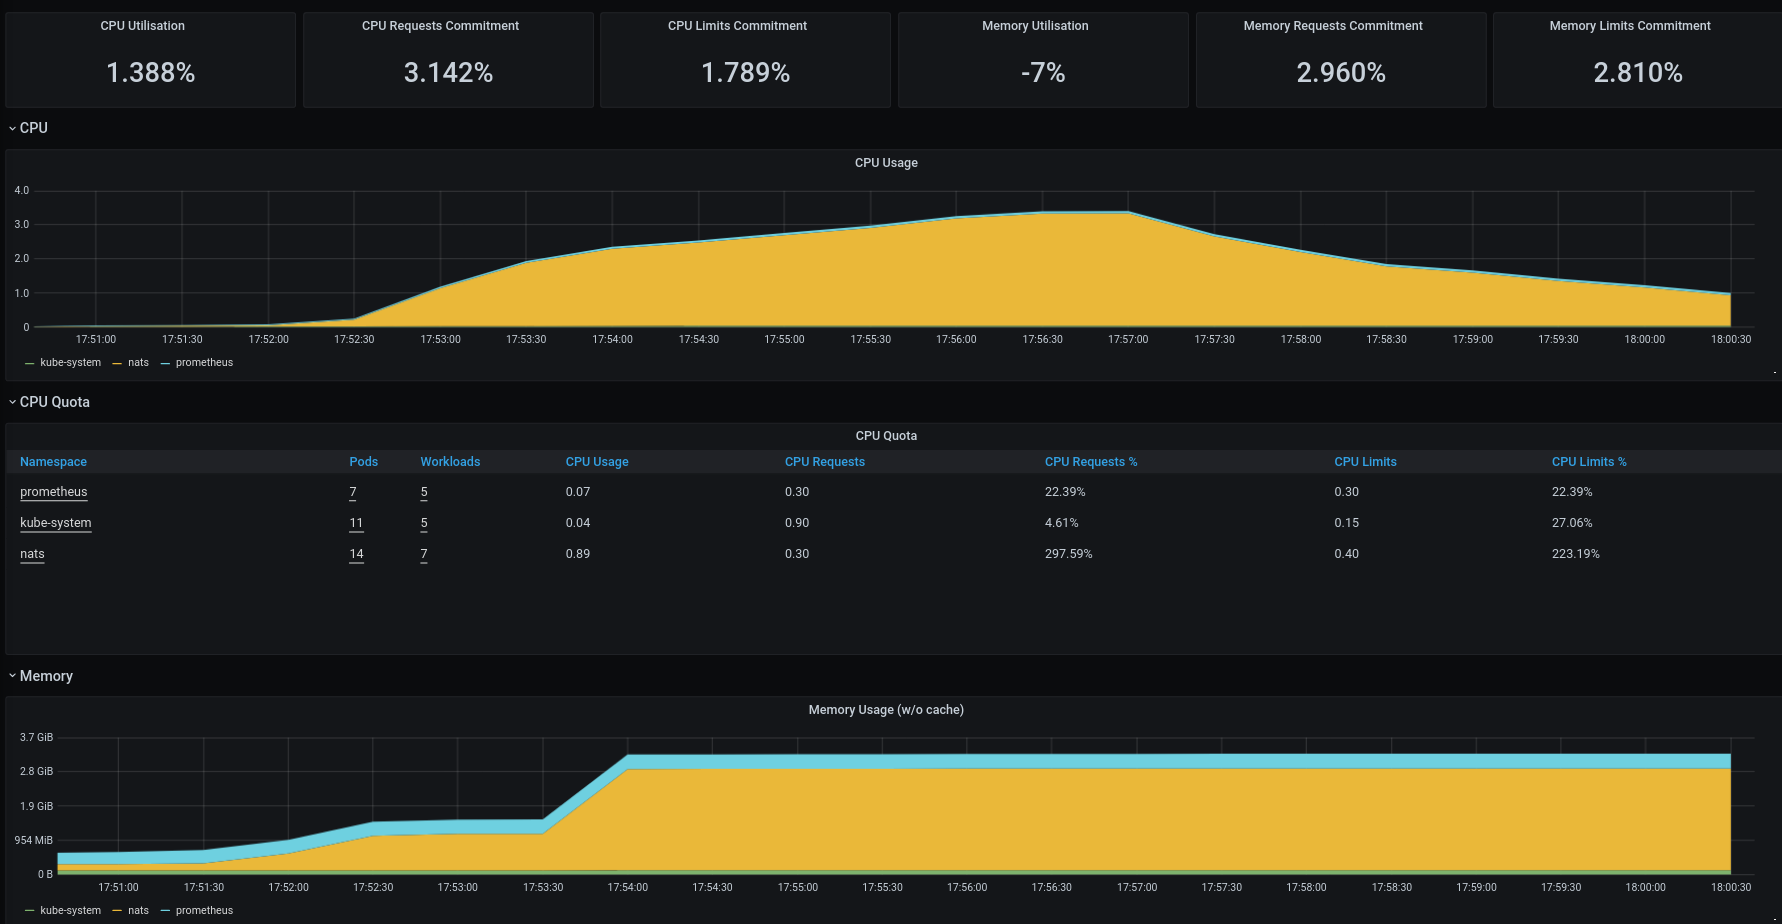 CPU Utilisation CPU Requests Commitment CPU Limits Commitment Memory Utilisation Memory Requests Commitment Memory Limits Commitment
1.388% 3.142% 1.789% -7% 2.960% 2.810%
CPU
CPU Usage
4.0
3.0
2.0
1.0
0
17:51:00 17:51:30 17:52:00 17:52:30 17:53:00 17:53:30 17:54:00 17:54:30 17:55:00 17:55:30 17:56:00 17:56:30 17:57:00 17:57:30 17:58:00 17:58:30 17:59:00 17:59:30 18:00:00 18:00:30
kube-system nats prometheus
CPU Quota
CPU Quota
Namespace Pods Workloads CPU Usage CPU Requests CPU Requests % CPU Limits CPU Limits %
prometheus 7 5 0.07 0.30 22.39% 0.30 22.39%
kube-system 11 5 0.04 0.90 4.61% 0.15 27.06%
nats 14 7 0.89 0.30 297.59% 0.40 223.19%
Memory
Memory Usage (w/o cache)
3.7 GiB
2.8 GiB
1.9 GiB
954 MiB
0 B
17:51:00 17:51:30 17:52:00 17:52:30 17:53:00 17:53:30 17:54:00 17:54:30 17:55:00 17:55:30 17:56:00 17:56:30 17:57:00 17:57:30 17:58:00 17:58:30 17:59:00 17:59:30 18:00:00 18:00:30
kube-system nats prometheus